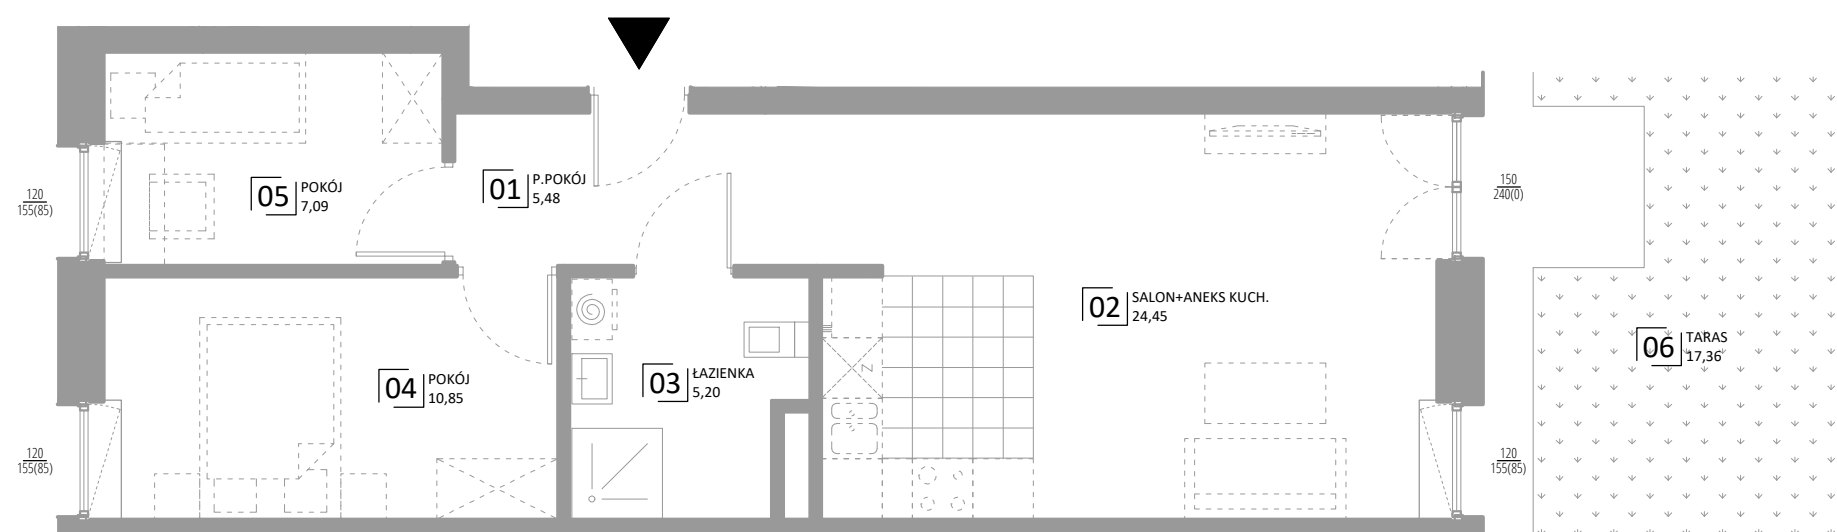 120
155(85)
05
POKÓJ
7,09
01
P.POKÓJ
5,48
150
240(0)
02
SALON+ANEKS KUCH.
24,45
06
TARAS
17,36
04
POKÓJ
10,85
03
ŁAZIENKA
5,20
Z
120
155(85)
120
155(85)